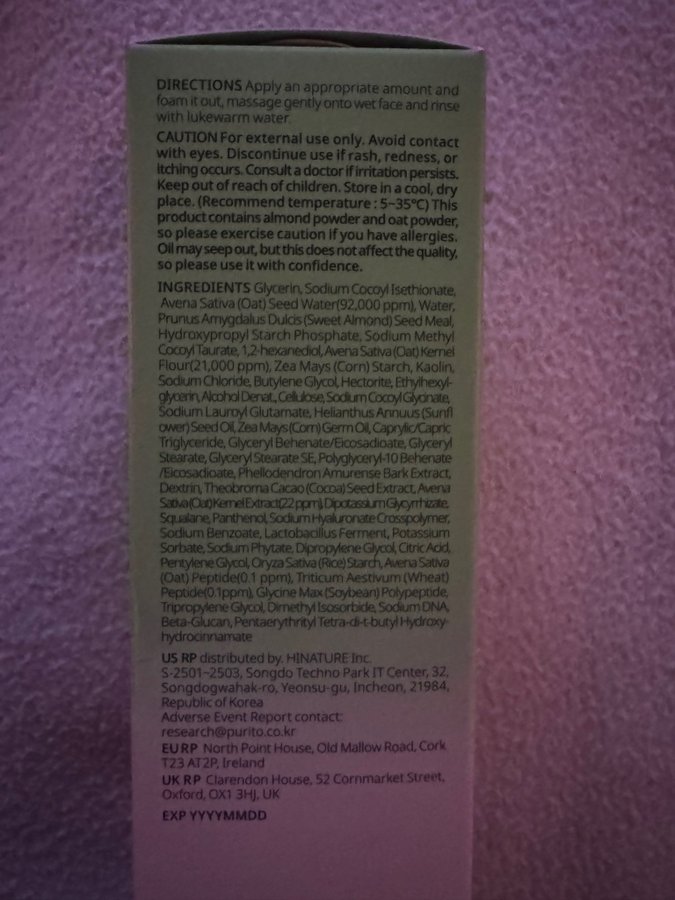 DIRECTIONS Apply an appropriate amount and
foam it out, massage gently onto wet face and rinse
with lukewarm water.
CAUTION For external use only. Avoid contact
with eyes. Discontinue use if rash, redness, or
itching occurs. Consult a doctor if irritation persists.
Keep out of reach of children. Store in a cool, dry
place. (Recommend temperature : 5~35℃) This
product contains almond powder and oat powder,
so please exercise caution if you have allergies.
Oil may seep out, but this does not affect the quality,
so please use it with confidence.
INGREDIENTS Glycerin, Sodium Cocoyl Isethionate,
Avena Sativa (Oat) Seed Water(92,000 ppm), Water,
Prunus Amygdalus Dulcis (Sweet Almond) Seed Meal,
Hydroxypropyl Starch Phosphate, Sodium Methyl
Cocoyl Taurate, 1,2-hexanediol, Avena Sativa (Oat) Kernel
Flour(21,000 ppm), Zea Mays (Corn) Starch, Kaolin,
Sodium Chloride, Butylene Glycol, Hectorite, Ethylhexyl-
glycerin, Alcohol Denat., Cellulose, Sodium Cocoyl Glycinate,
Sodium Lauroyl Glutamate, Helianthus Annuus (Sunfl
ower) Seed Oil, Zea Mays (Corn) Germ Oil, Caprylic/Capric
Triglyceride, Glyceryl Behenate/Eicosadioate, Glyceryl
Stearate, Glyceryl Stearate SE, Polyglyceryl-10 Behenate
/Eicosadioate, Phellodendron Amurense Bark Extract,
Dextrin, Theobroma Cacao (Cocoa) Seed Extract, Avena
Sativa (Oat) Kernel Extract(22 ppm), Dipotassium Glycyrrhizate,
Squalane, Panthenol, Sodium Hyaluronate Crosspolymer,
Sodium Benzoate, Lactobacillus Ferment, Potassium
Sorbate, Sodium Phytate, Dipropylene Glycol, Citric Acid,
Pentylene Glycol, Oryza Sativa (Rice) Starch, Avena Sativa
(Oat) Peptide(0.1 ppm), Triticum Aestivum (Wheat)
Peptide(0.1ppm), Glycine Max (Soybean) Polypeptide,
Tripropylene Glycol, Dimethyl Isosorbide, Sodium DNA,
Beta-Glucan, Pentaerythrityl Tetra-di-t-butyl Hydroxy-
hydrocinnamate
US RP distributed by. HINATURE Inc.
S-2501~2503, Songdo Techno Park IT Center, 32,
Songdogwahak-ro, Yeonsu-gu, Incheon, 21984,
Republic of Korea
Adverse Event Report contact:
research@purito.co.kr
EU RP North Point House, Old Mallow Road, Cork
T23 AT2P, Ireland
UK RP Clarendon House, 52 Cornmarket Street,
Oxford, OX1 3HJ, UK
EXP YYYYMMDD